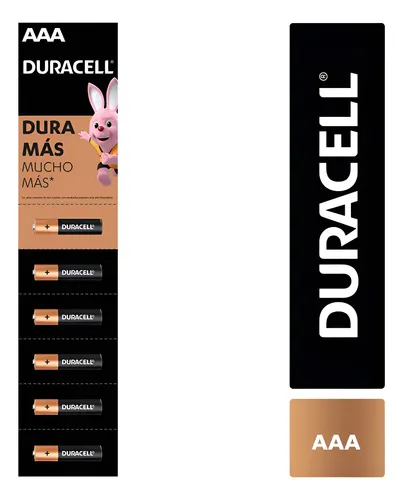 AAA
DURACELL®
DURA
MÁS
MUCHO
MÁS*
+ DURACELL®
+ DURACELL®
+ DURACELL®
+ DURACELL®
+ DURACELL®
+ DURACELL®
DURACELL®
AAA